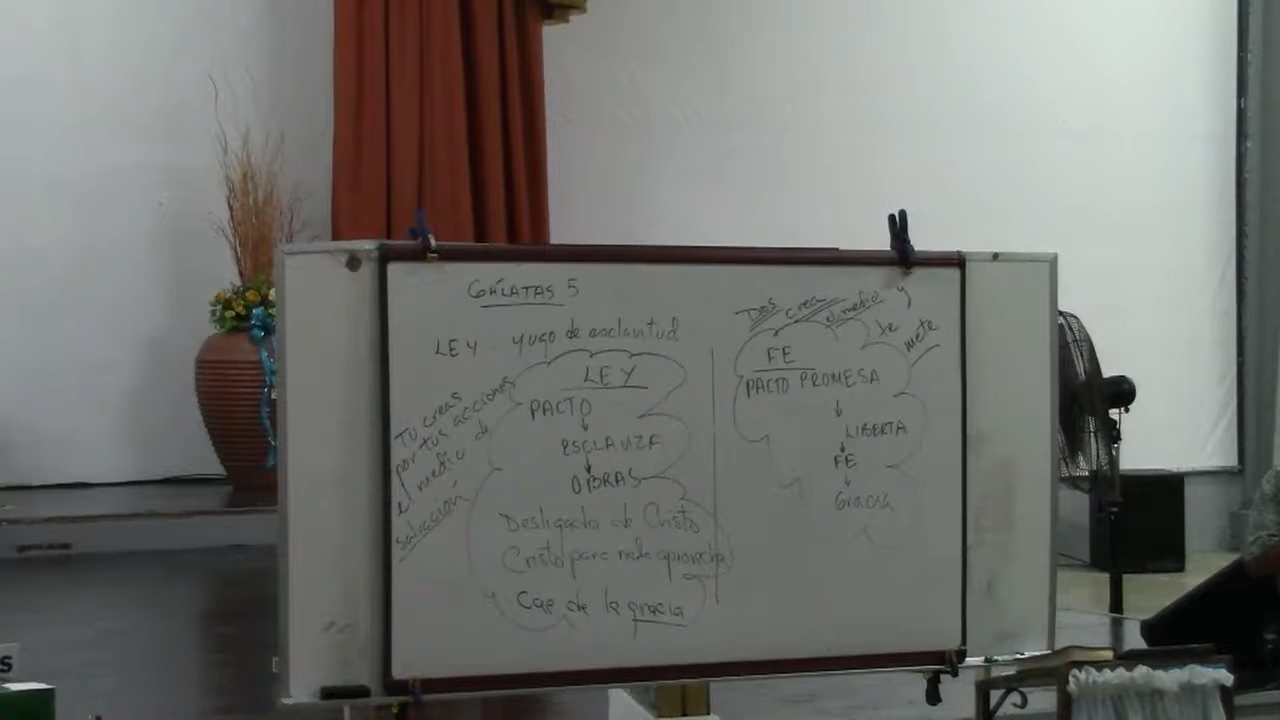 GÁLATAS 5
LEY - yugo de esclavitud
Tu creas
por tus acciones
el medio de
salvación
LEY
PACTO
↓
ESCLAVIZA
↓
OBRAS
Desligado de Cristo
Cristo para nada aprovecha
y Cae de la gracia
Dios crea el medio y
te mete
FE
PACTO PROMESA
↓
LIBERTA
↓
FE
↓
Gracia
S